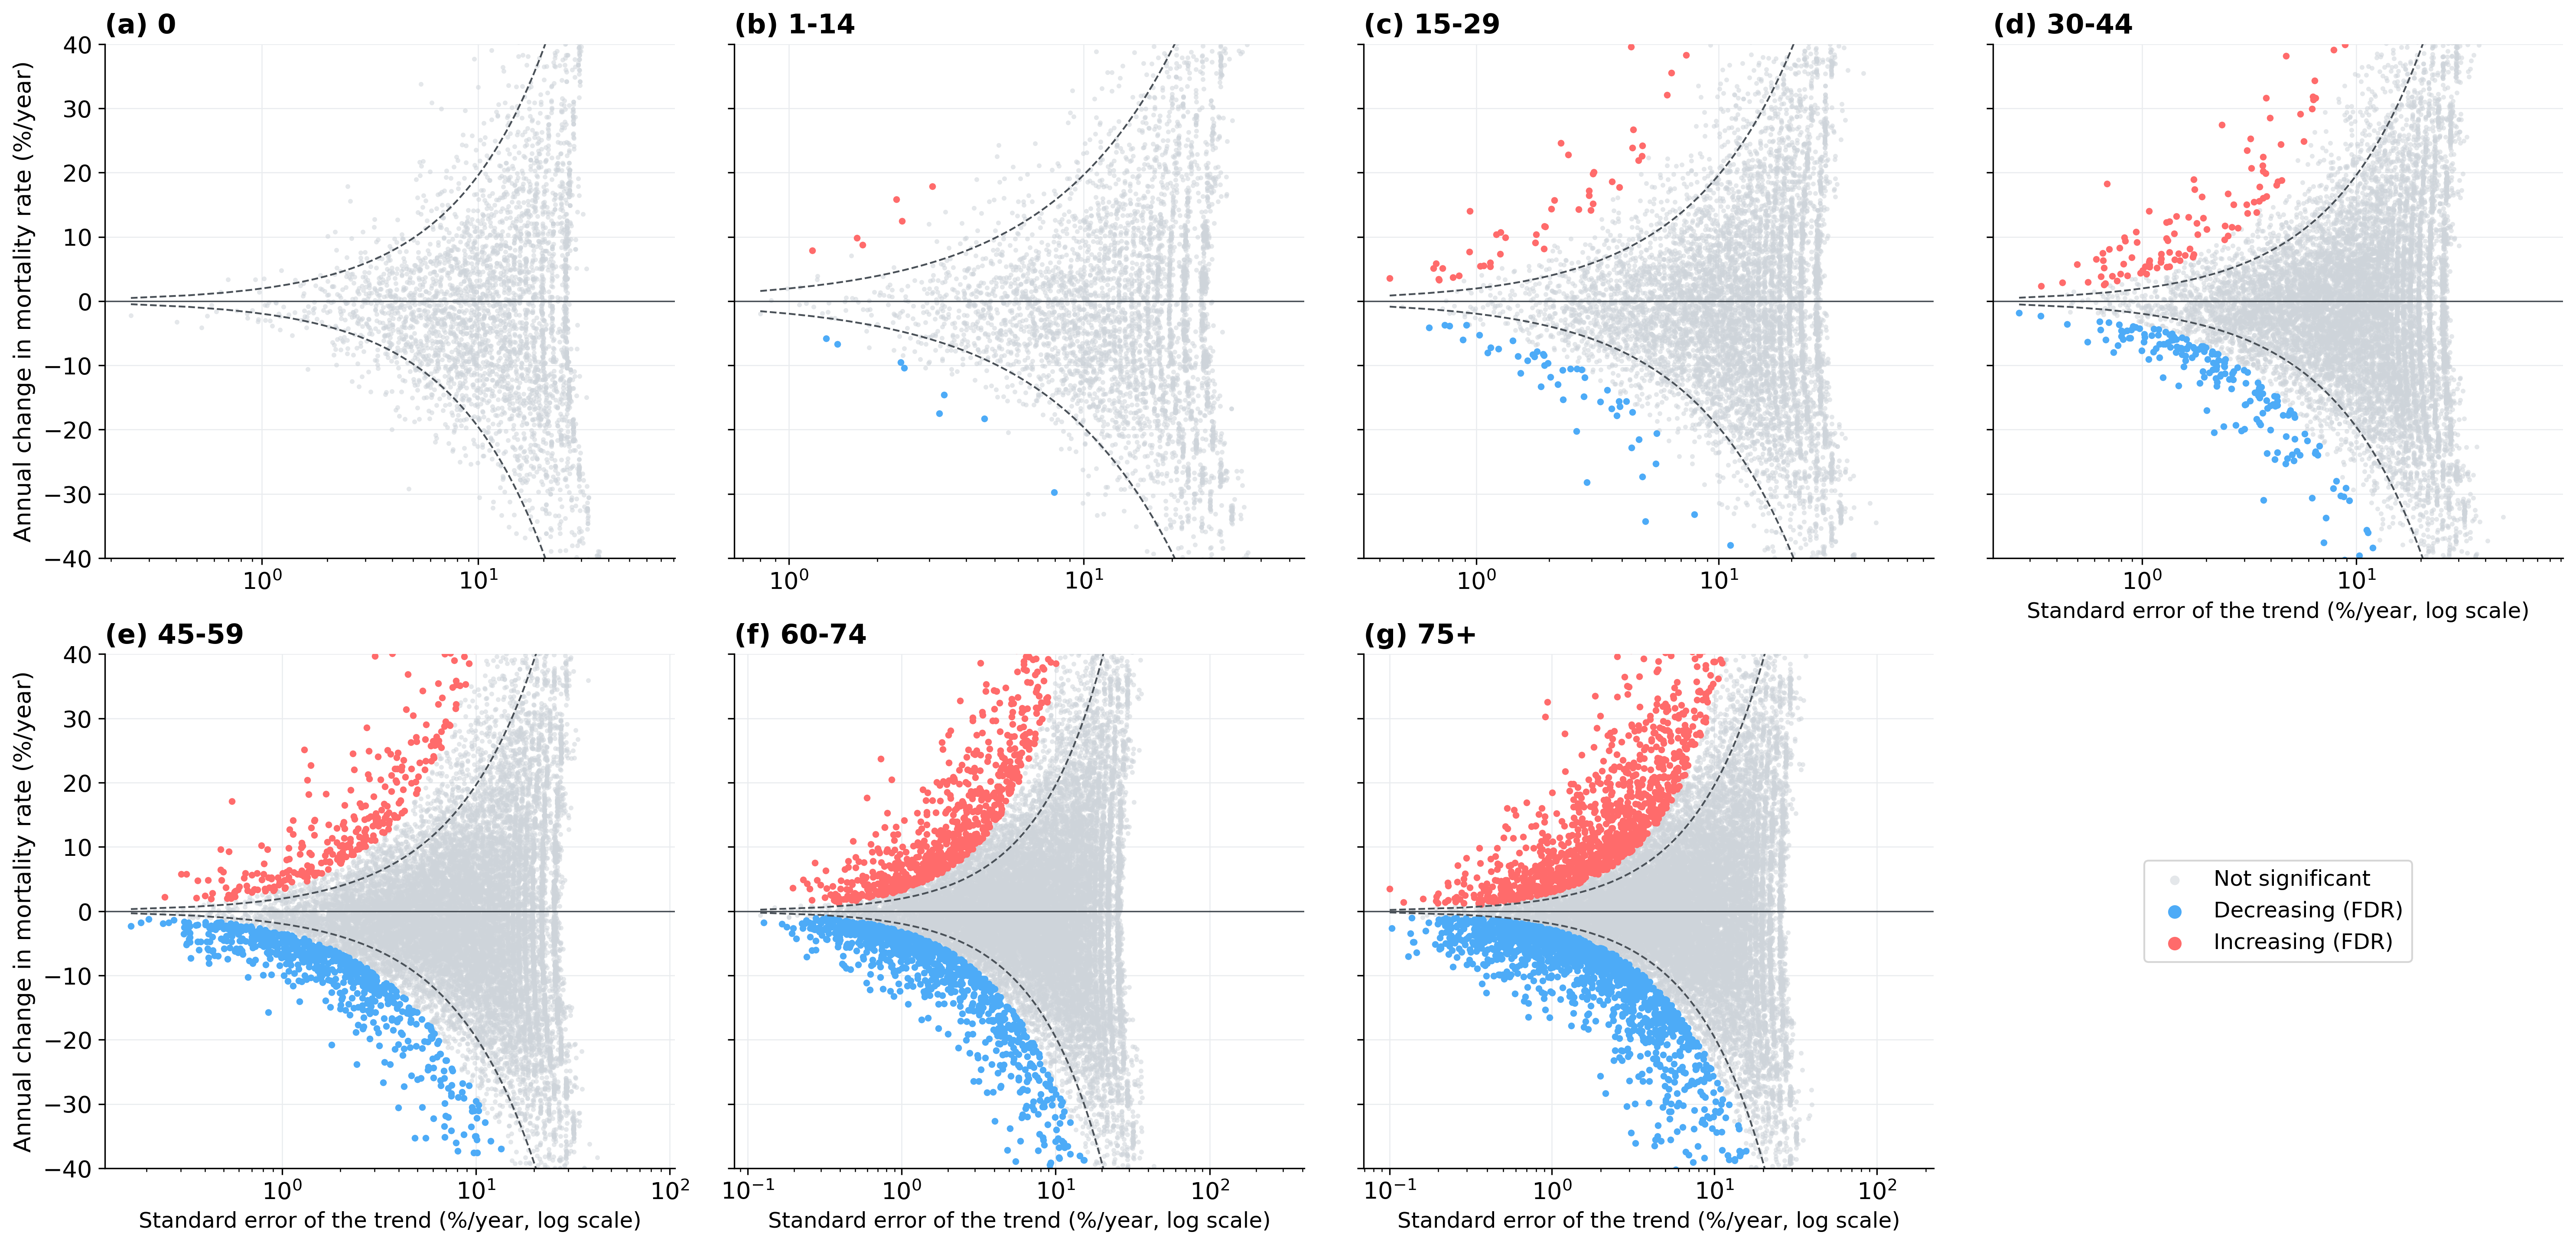 (a) 0
(b) 1-14
(c) 15-29
(d) 30-44
Annual change in mortality rate (%/year)
40
30
20
10
0
−10
−20
−30
−40
10⁰ 10¹
10⁰ 10¹
10⁰ 10¹
10⁰ 10¹
Standard error of the trend (%/year, log scale)
(e) 45-59
(f) 60-74
(g) 75+
Annual change in mortality rate (%/year)
40
30
20
10
0
−10
−20
−30
−40
10⁰ 10¹ 10²
10⁻¹ 10⁰ 10¹ 10²
10⁻¹ 10⁰ 10¹ 10²
Standard error of the trend (%/year, log scale)
Standard error of the trend (%/year, log scale)
Standard error of the trend (%/year, log scale)
Not significant
Decreasing (FDR)
Increasing (FDR)